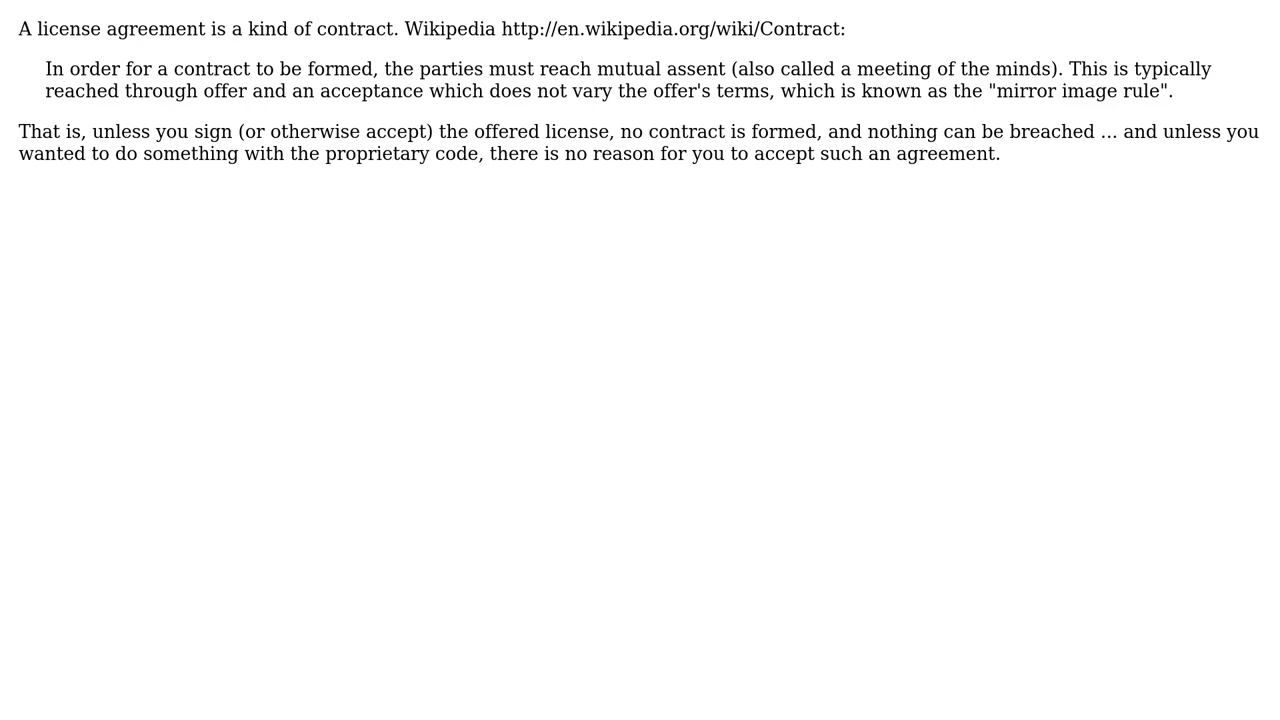 A license agreement is a kind of contract. Wikipedia http://en.wikipedia.org/wiki/Contract:
In order for a contract to be formed, the parties must reach mutual assent (also called a meeting of the minds). This is typically
reached through offer and an acceptance which does not vary the offer's terms, which is known as the "mirror image rule".
That is, unless you sign (or otherwise accept) the offered license, no contract is formed, and nothing can be breached ... and unless you
wanted to do something with the proprietary code, there is no reason for you to accept such an agreement.